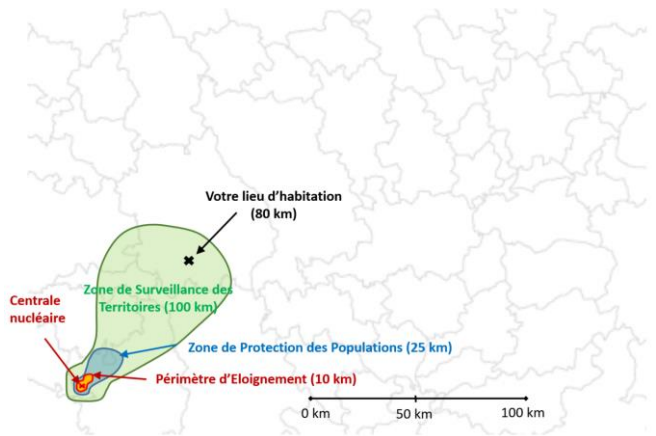 Votre lieu d'habitation
(80 km)
Zone de Surveillance des
Territoires (100 km)
Centrale
nucléaire
Zone de Protection des Populations (25 km)
Périmètre d'Eloignement (10 km)
0 km
50 km
100 km